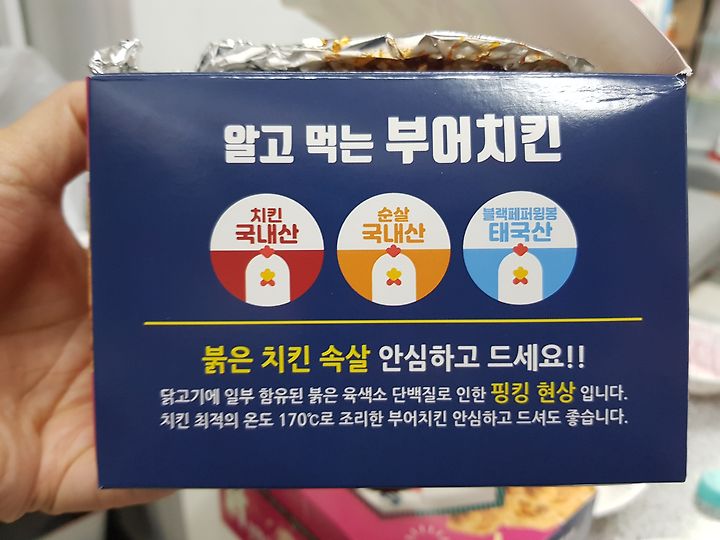 알고 먹는 부어치킨
치킨
국내산
순살
국내산
블랙페퍼윙봉
태국산
붉은 치킨 속살 안심하고 드세요!!
닭고기에 일부 함유된 붉은 육색소 단백질로 인한 핑킹 현상 입니다.
치킨 최적의 온도 170℃로 조리한 부어치킨 안심하고 드셔도 좋습니다.